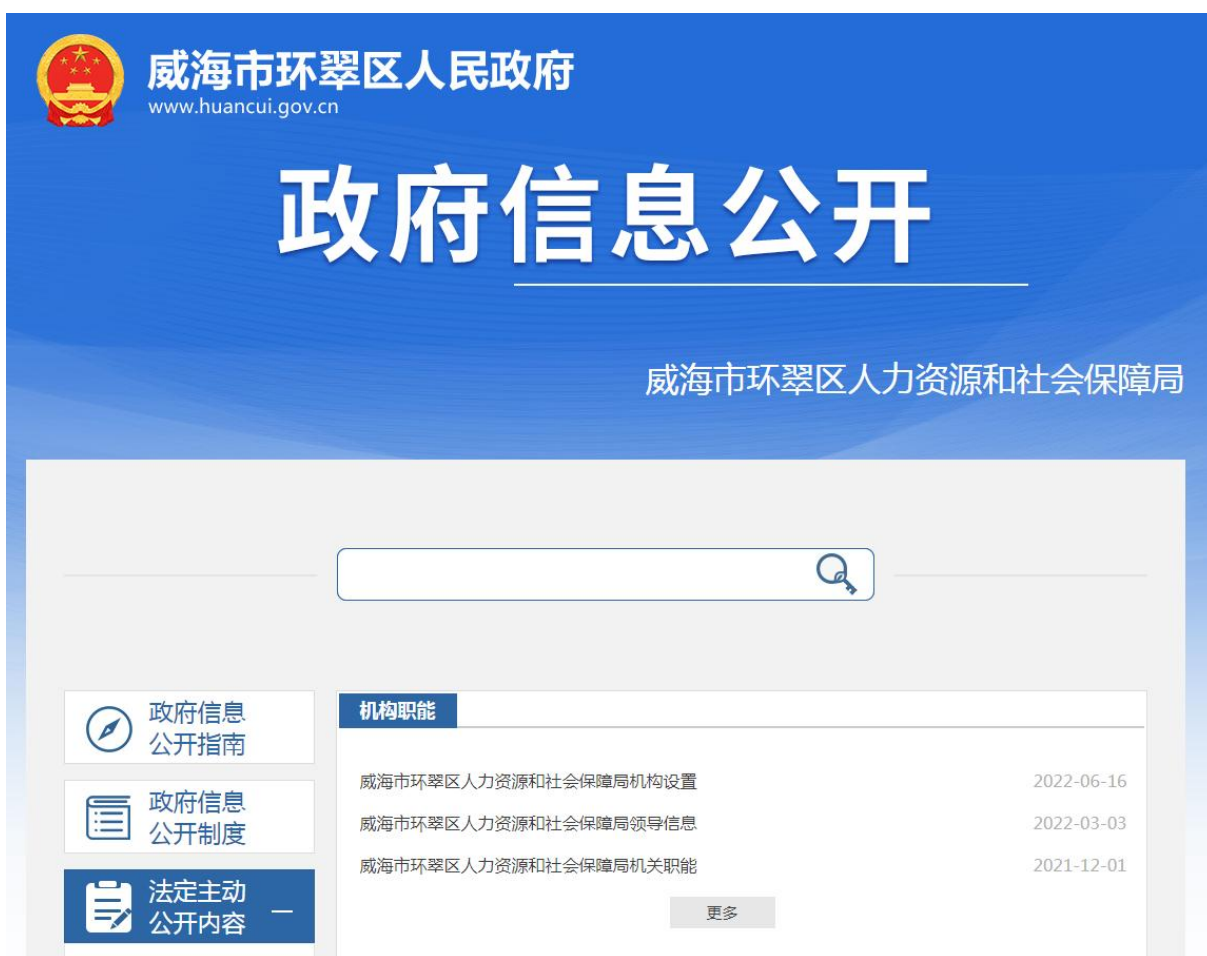 威海市环翠区人民政府
www.huancui.gov.cn
政府信息公开
威海市环翠区人力资源和社会保障局
政府信息
公开指南
政府信息
公开制度
法定主动
公开内容
机构职能
威海市环翠区人力资源和社会保障局机构设置 2022-06-16
威海市环翠区人力资源和社会保障局领导信息 2022-03-03
威海市环翠区人力资源和社会保障局机关职能 2021-12-01
更多